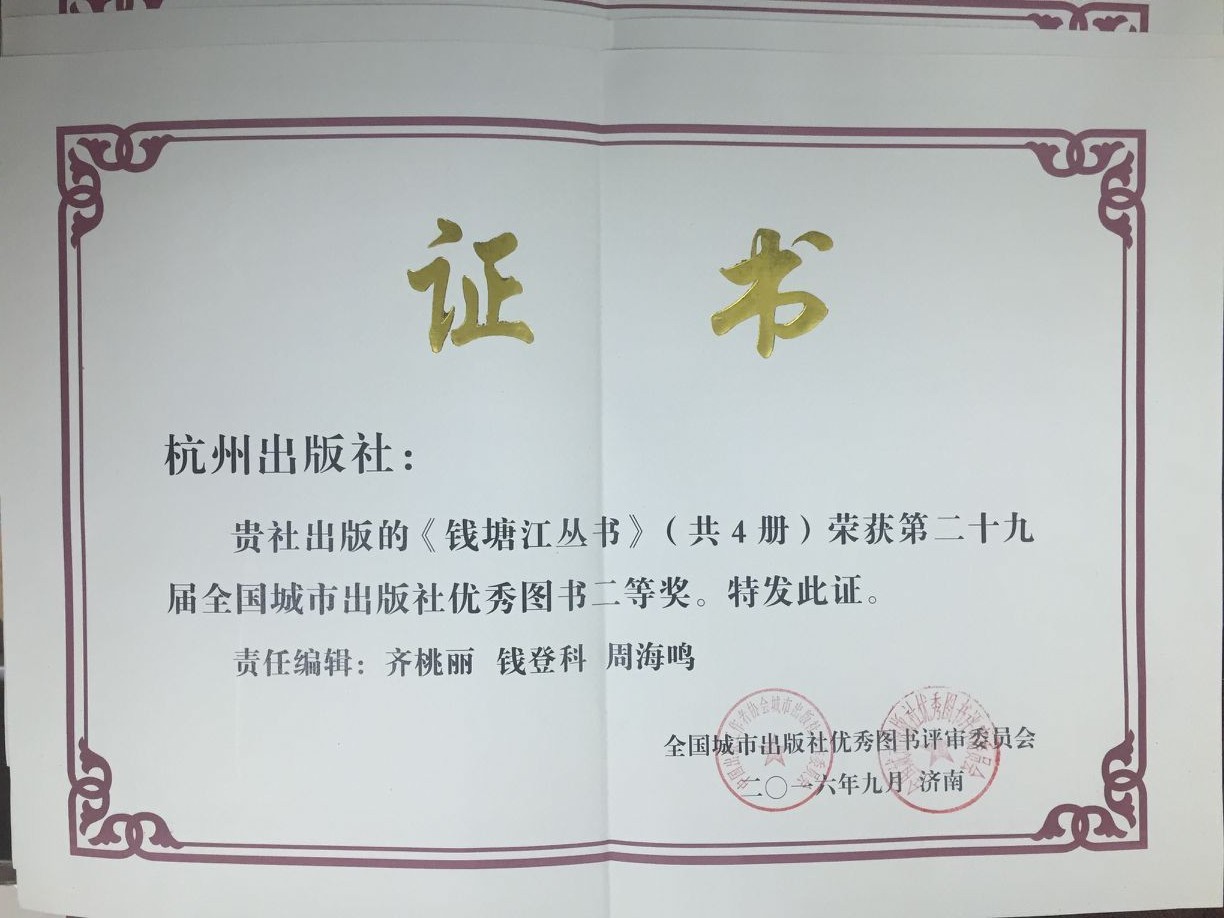 证书
杭州出版社：
贵社出版的《钱塘江丛书》（共4册）荣获第二十九
届全国城市出版社优秀图书二等奖。特发此证。
责任编辑：齐桃丽 钱登科 周海鸣
全国城市出版社优秀图书评审委员会
二〇一六年九月 济南